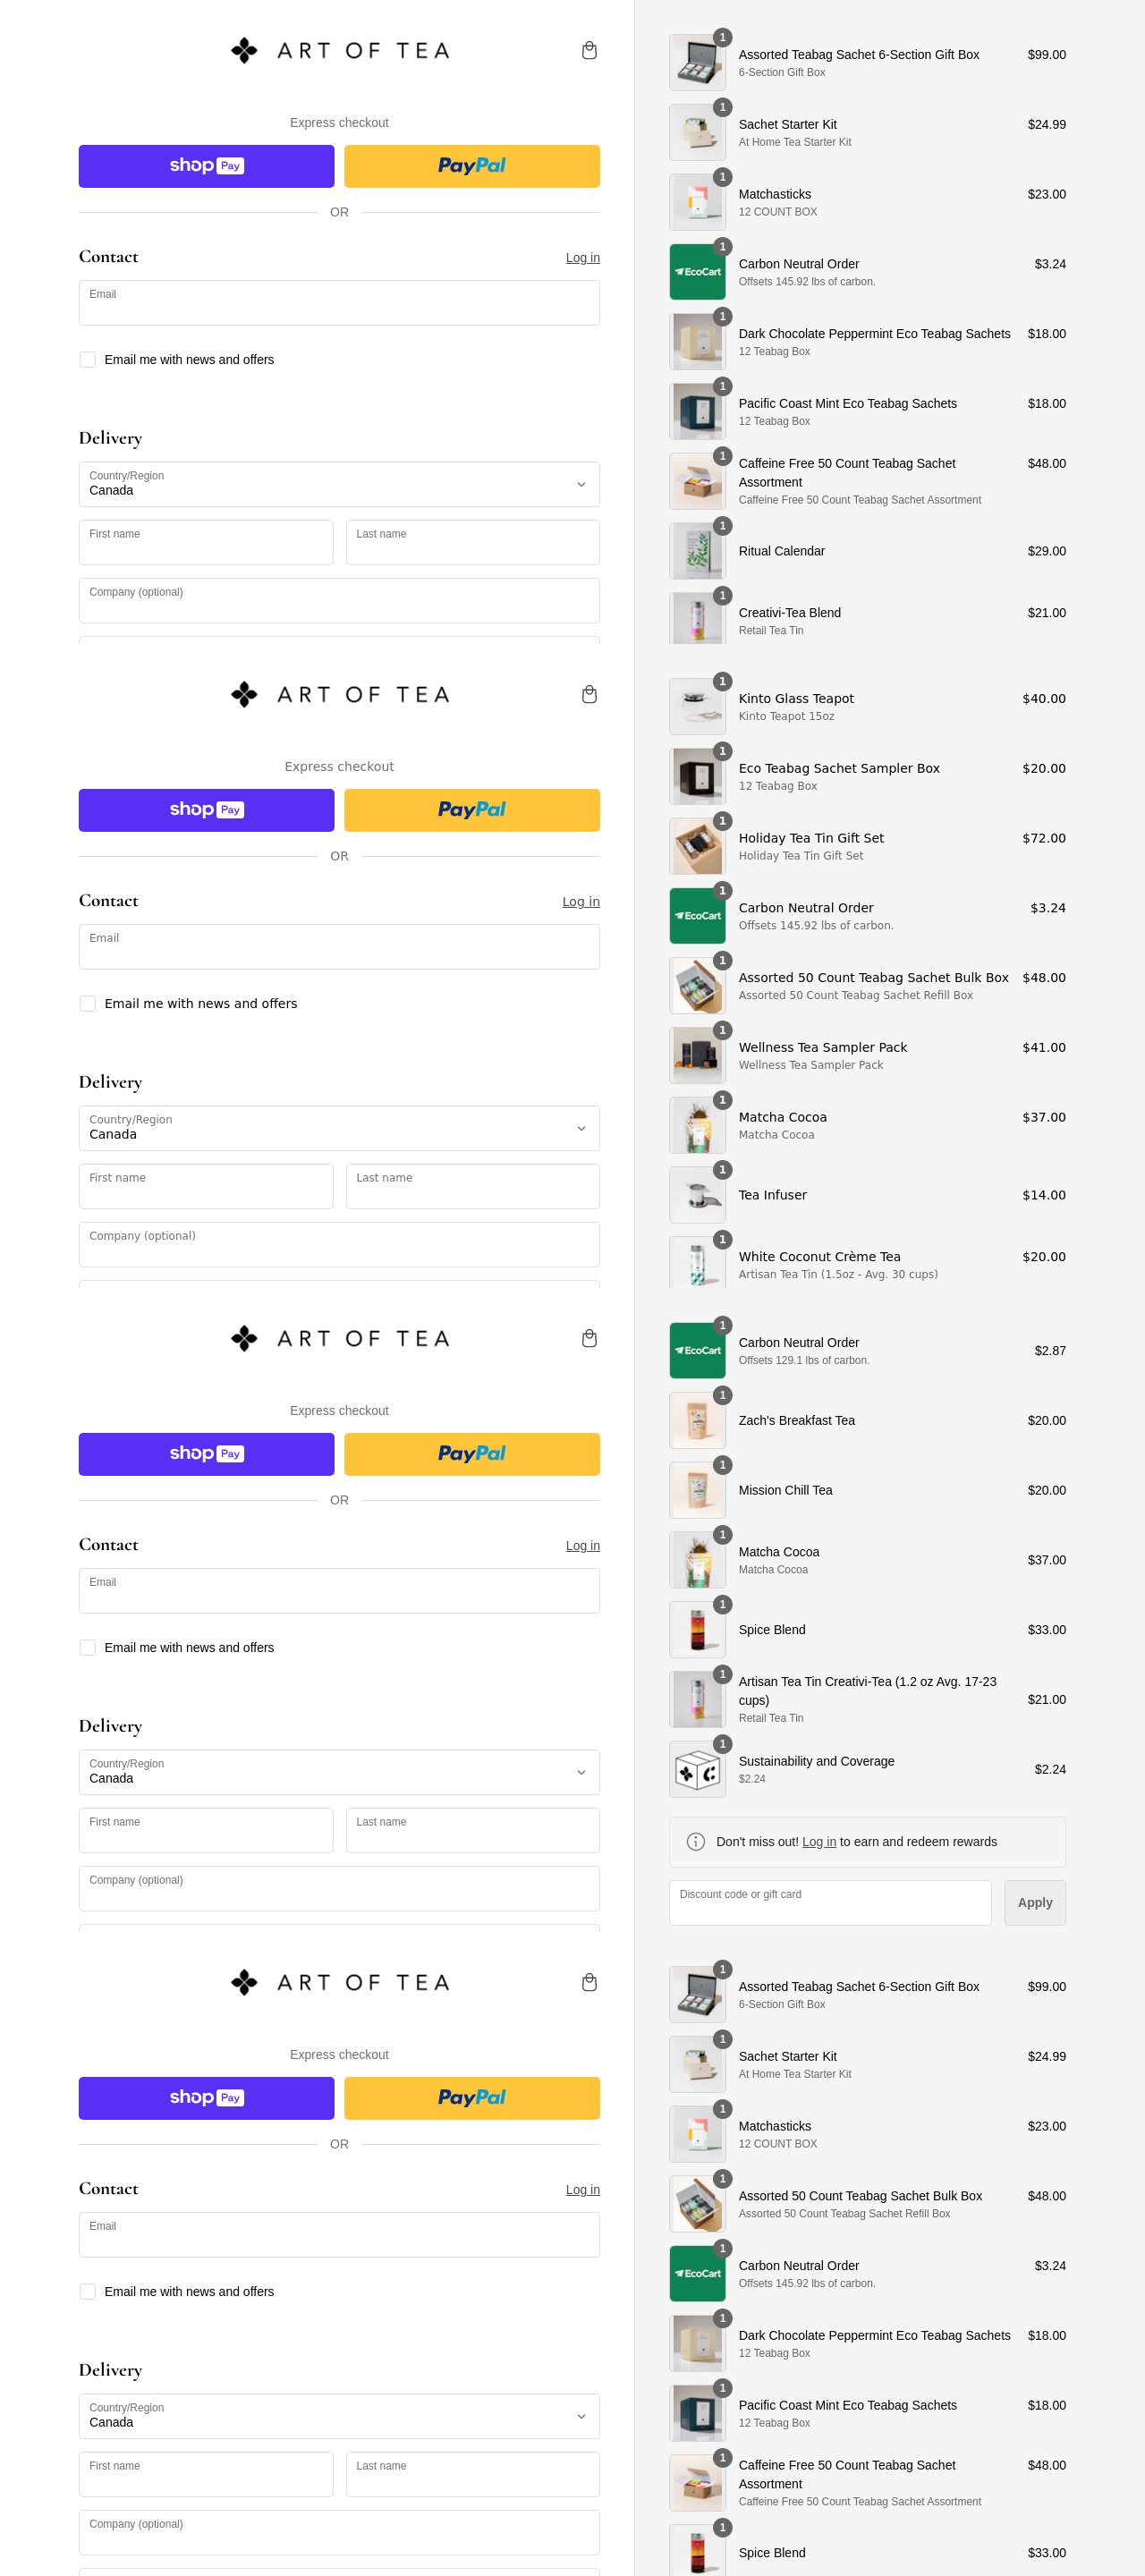 ART OF TEA
Express checkout
shop Pay
PayPal
OR
Contact
Log in
Email
Email me with news and offers
Delivery
Country/Region
Canada
First name
Last name
Company (optional)
1
Assorted Teabag Sachet 6-Section Gift Box
$99.00
6-Section Gift Box
1
Sachet Starter Kit
$24.99
At Home Tea Starter Kit
1
Matchasticks
$23.00
12 COUNT BOX
1
EcoCart
Carbon Neutral Order
$3.24
Offsets 145.92 lbs of carbon.
1
Dark Chocolate Peppermint Eco Teabag Sachets
$18.00
12 Teabag Box
1
Pacific Coast Mint Eco Teabag Sachets
$18.00
12 Teabag Box
1
Caffeine Free 50 Count Teabag Sachet
Assortment
$48.00
Caffeine Free 50 Count Teabag Sachet Assortment
1
Ritual Calendar
$29.00
1
Creativi-Tea Blend
$21.00
Retail Tea Tin
ART OF TEA
Express checkout
shop Pay
PayPal
OR
Contact
Log in
Email
Email me with news and offers
Delivery
Country/Region
Canada
First name
Last name
Company (optional)
1
Kinto Glass Teapot
$40.00
Kinto Teapot 15oz
1
Eco Teabag Sachet Sampler Box
$20.00
12 Teabag Box
1
Holiday Tea Tin Gift Set
$72.00
Holiday Tea Tin Gift Set
1
EcoCart
Carbon Neutral Order
$3.24
Offsets 145.92 lbs of carbon.
1
Assorted 50 Count Teabag Sachet Bulk Box
$48.00
Assorted 50 Count Teabag Sachet Refill Box
1
Wellness Tea Sampler Pack
$41.00
Wellness Tea Sampler Pack
1
Matcha Cocoa
$37.00
Matcha Cocoa
1
Tea Infuser
$14.00
1
White Coconut Crème Tea
$20.00
Artisan Tea Tin (1.5oz - Avg. 30 cups)
ART OF TEA
Express checkout
shop Pay
PayPal
OR
Contact
Log in
Email
Email me with news and offers
Delivery
Country/Region
Canada
First name
Last name
Company (optional)
1
EcoCart
Carbon Neutral Order
$2.87
Offsets 129.1 lbs of carbon.
1
Zach's Breakfast Tea
$20.00
1
Mission Chill Tea
$20.00
1
Matcha Cocoa
$37.00
Matcha Cocoa
1
Spice Blend
$33.00
1
Artisan Tea Tin Creativi-Tea (1.2 oz Avg. 17-23
cups)
$21.00
Retail Tea Tin
1
Sustainability and Coverage
$2.24
$2.24
Don't miss out! Log in to earn and redeem rewards
Discount code or gift card
Apply
ART OF TEA
Express checkout
shop Pay
PayPal
OR
Contact
Log in
Email
Email me with news and offers
Delivery
Country/Region
Canada
First name
Last name
Company (optional)
1
Assorted Teabag Sachet 6-Section Gift Box
$99.00
6-Section Gift Box
1
Sachet Starter Kit
$24.99
At Home Tea Starter Kit
1
Matchasticks
$23.00
12 COUNT BOX
1
Assorted 50 Count Teabag Sachet Bulk Box
$48.00
Assorted 50 Count Teabag Sachet Refill Box
1
EcoCart
Carbon Neutral Order
$3.24
Offsets 145.92 lbs of carbon.
1
Dark Chocolate Peppermint Eco Teabag Sachets
$18.00
12 Teabag Box
1
Pacific Coast Mint Eco Teabag Sachets
$18.00
12 Teabag Box
1
Caffeine Free 50 Count Teabag Sachet
Assortment
$48.00
Caffeine Free 50 Count Teabag Sachet Assortment
1
Spice Blend
$33.00